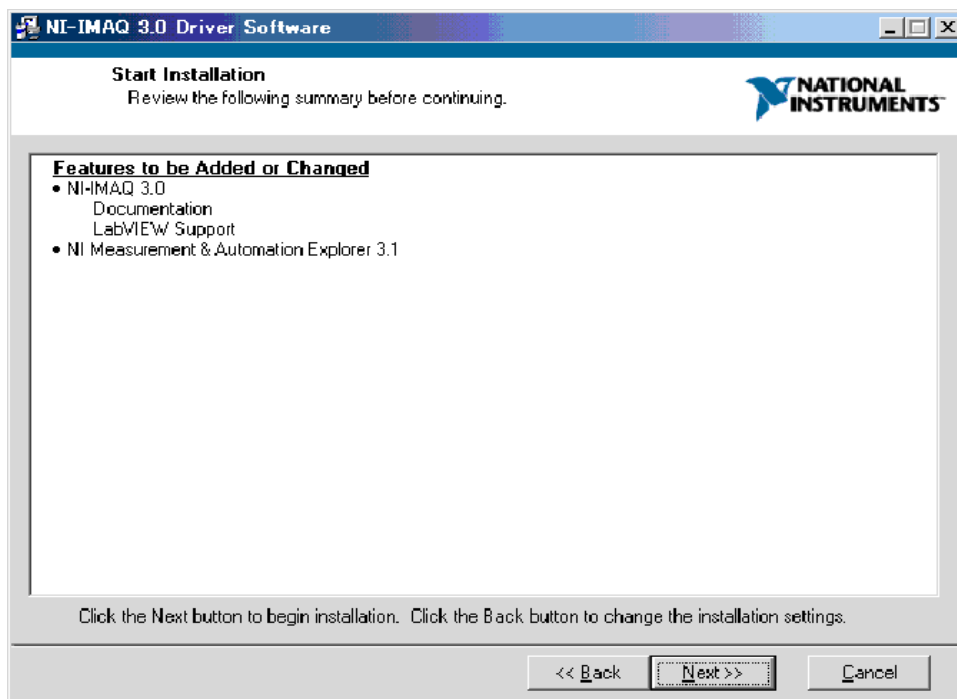 NI-IMAQ 3.0 Driver Software
Start Installation
Review the following summary before continuing.
NATIONAL
INSTRUMENTS™
Features to be Added or Changed
• NI-IMAQ 3.0
Documentation
LabVIEW Support
• NI Measurement & Automation Explorer 3.1
Click the Next button to begin installation. Click the Back button to change the installation settings.
<< Back
Next >>
Cancel